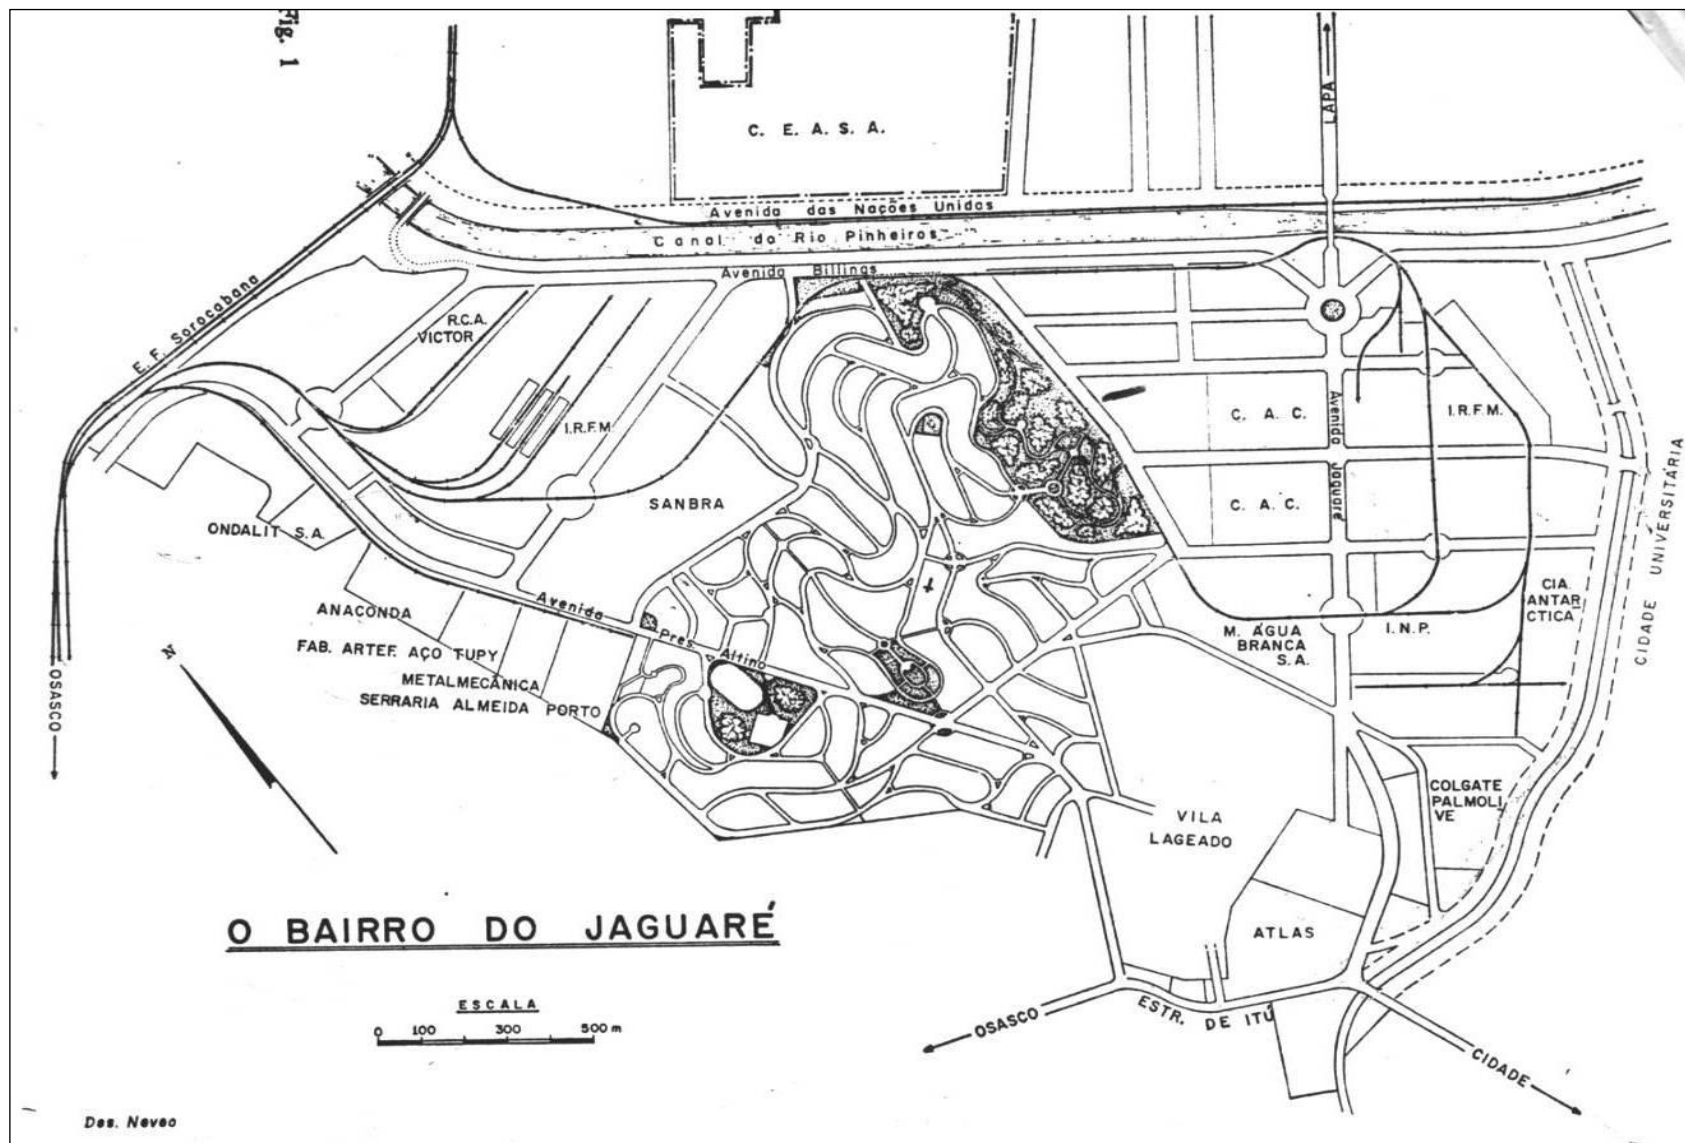 Fig. 1
C. E. A. S. A.
LAPA
Avenida das Nações Unidas
Canal do Rio Pinheiros
Avenida Billings
E. F. Sorocabana
R.C.A.
VICTOR
I.R.F.M.
SANBRA
ONDALIT S.A.
ANACONDA
FAB. ARTEF. AÇO TUPY
METALMECÂNICA
SERRARIA ALMEIDA PORTO
Avenida Pres. Altino
OSASCO
N
C. A. C.
C. A. C.
Avenida Jaguaré
I.R.F.M.
CIDADE UNIVERSITÁRIA
CIA.
ANTAR
CTICA
M. ÁGUA
BRANCA
S.A.
I.N.P.
COLGATE
PALMOLI
VE
VILA
LAGEADO
ATLAS
OSASCO
ESTR. DE ITÚ
CIDADE
O BAIRRO DO JAGUARÉ
ESCALA
0 100 300 500 m
Des. Neves